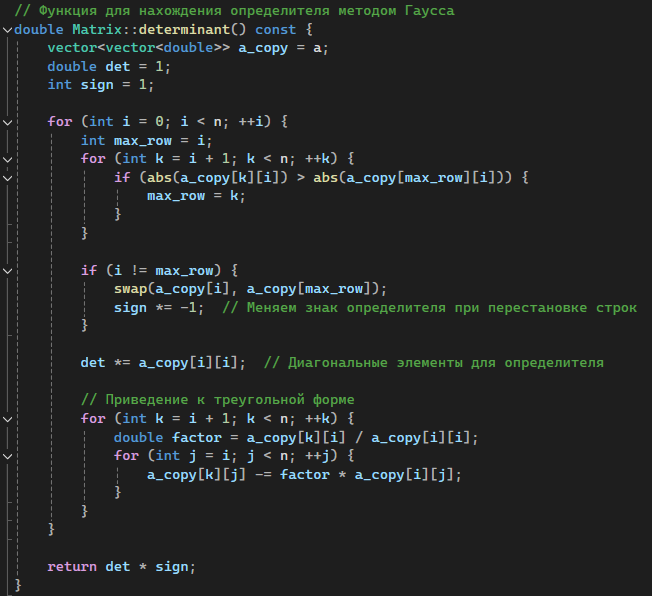 // Функция для нахождения определителя методом Гаусса
double Matrix::determinant() const {
    vector<vector<double>> a_copy = a;
    double det = 1;
    int sign = 1;

    for (int i = 0; i < n; ++i) {
        int max_row = i;
        for (int k = i + 1; k < n; ++k) {
            if (abs(a_copy[k][i]) > abs(a_copy[max_row][i])) {
                max_row = k;
            }
        }

        if (i != max_row) {
            swap(a_copy[i], a_copy[max_row]);
            sign *= -1;  // Меняем знак определителя при перестановке строк
        }

        det *= a_copy[i][i];  // Диагональные элементы для определителя

        // Приведение к треугольной форме
        for (int k = i + 1; k < n; ++k) {
            double factor = a_copy[k][i] / a_copy[i][i];
            for (int j = i; j < n; ++j) {
                a_copy[k][j] -= factor * a_copy[i][j];
            }
        }
    }

    return det * sign;
}